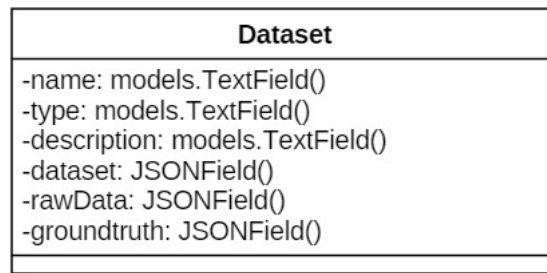 Dataset
-name: models.TextField()
-type: models.TextField()
-description: models.TextField()
-dataset: JSONField()
-rawData: JSONField()
-groundtruth: JSONField()